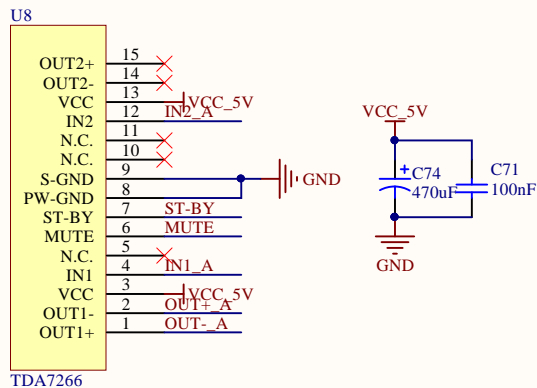 U8
OUT2+ 15
OUT2- 14
VCC 13 VCC_5V
IN2 12 IN2_A
N.C. 11
N.C. 10
S-GND 9 GND
PW-GND 8
ST-BY 7 ST-BY
MUTE 6 MUTE
N.C. 5
IN1 4 IN1_A
VCC 3 VCC_5V
OUT1- 2 OUT+_A
OUT1+ 1 OUT-_A
TDA7266
VCC_5V
+
C74
470uF
C71
100nF
GND